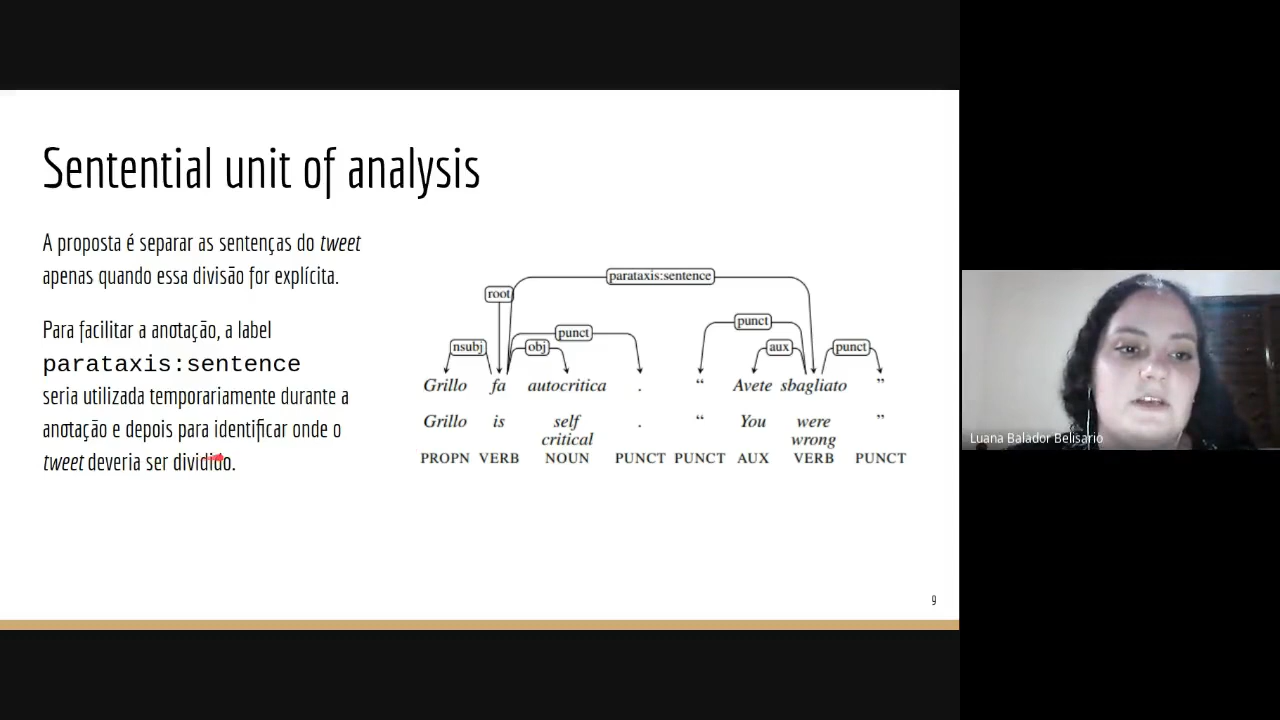 Sentential unit of analysis
A proposta é separar as sentenças do tweet
apenas quando essa divisão for explícita.
Para facilitar a anotação, a label
parataxis:sentence
seria utilizada temporariamente durante a
anotação e depois para identificar onde o
tweet deveria ser dividido.
parataxis:sentence
root
punct
punct
nsubj
obj
aux
punct
Grillo fa autocritica . “ Avete sbagliato ”
Grillo is self . “ You were ”
critical wrong
PROPN VERB NOUN PUNCT PUNCT AUX VERB PUNCT
9
Luana Balador Belisario